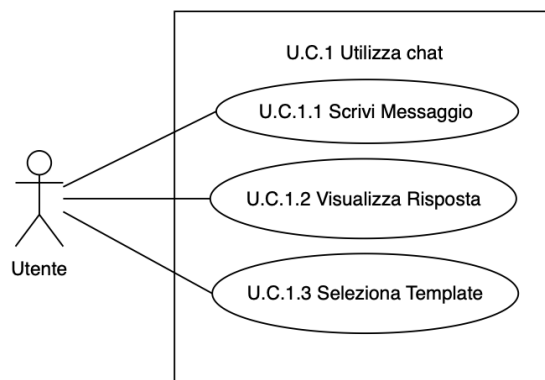 U.C.1 Utilizza chat
U.C.1.1 Scrivi Messaggio
U.C.1.2 Visualizza Risposta
Utente
U.C.1.3 Seleziona Template